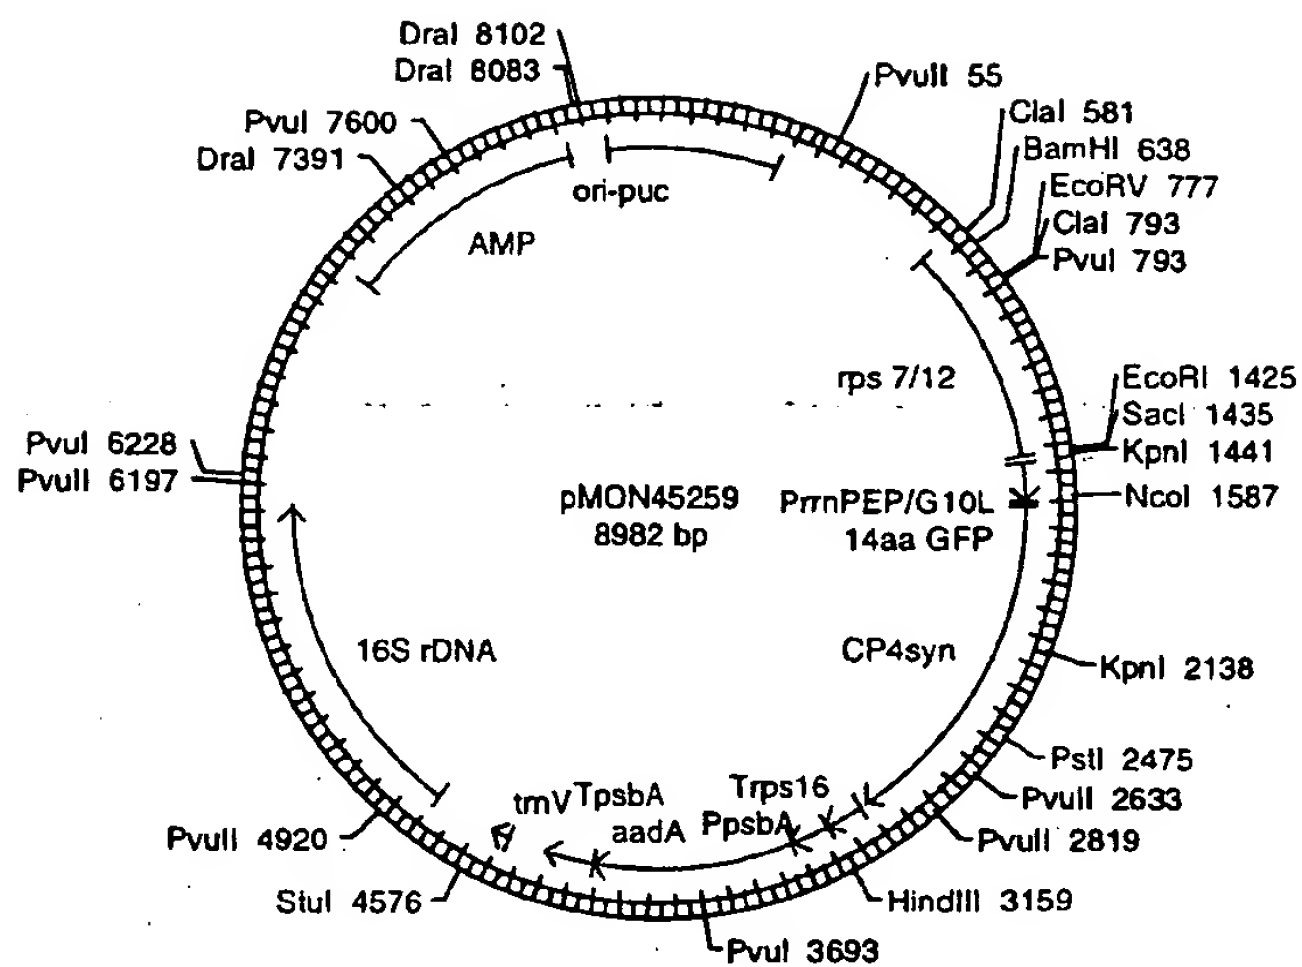 DraI 8102
DraI 8083
PvuI 7600
DraI 7391
PvuII 55
ClaI 581
BamHI 638
EcoRV 777
ClaI 793
PvuI 793
ori-puc
AMP
rps 7/12
EcoRI 1425
SacI 1435
KpnI 1441
NcoI 1587
PvuI 6228
PvuII 6197
pMON45259
8982 bp
PrrnPEP/G10L
14aa GFP
16S rDNA
CP4syn
KpnI 2138
PstI 2475
PvuII 2633
PvuII 2819
HindIII 3159
Trps16
PpsbA
trnV TpsbA
aadA
PvuII 4920
StuI 4576
PvuI 3693